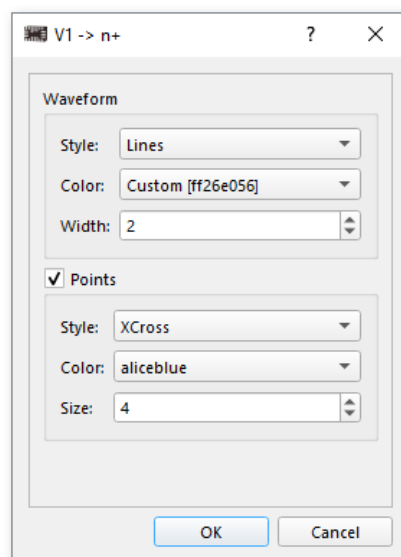 V1 -> n+ ?
Waveform
Style: Lines
Color: Custom [ff26e056]
Width: 2
Points
Style: XCross
Color: aliceblue
Size: 4
OK Cancel